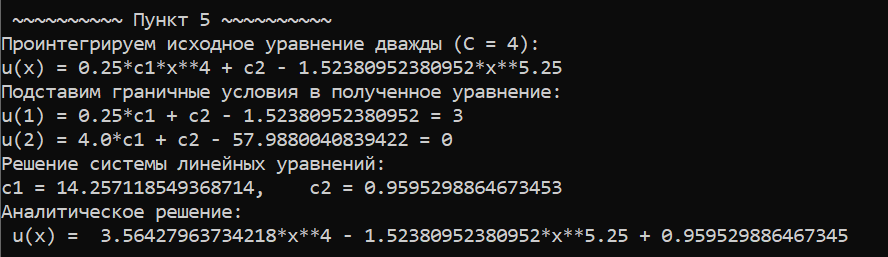 ~~~~~~~~~~ Пункт 5 ~~~~~~~~~~
Проинтегрируем исходное уравнение дважды (C = 4):
u(x) = 0.25*c1*x**4 + c2 - 1.52380952380952*x**5.25
Подставим граничные условия в полученное уравнение:
u(1) = 0.25*c1 + c2 - 1.52380952380952 = 3
u(2) = 4.0*c1 + c2 - 57.9880040839422 = 0
Решение системы линейных уравнений:
c1 = 14.257118549368714,    c2 = 0.9595298864673453
Аналитическое решение:
u(x) =  3.56427963734218*x**4 - 1.52380952380952*x**5.25 + 0.959529886467345